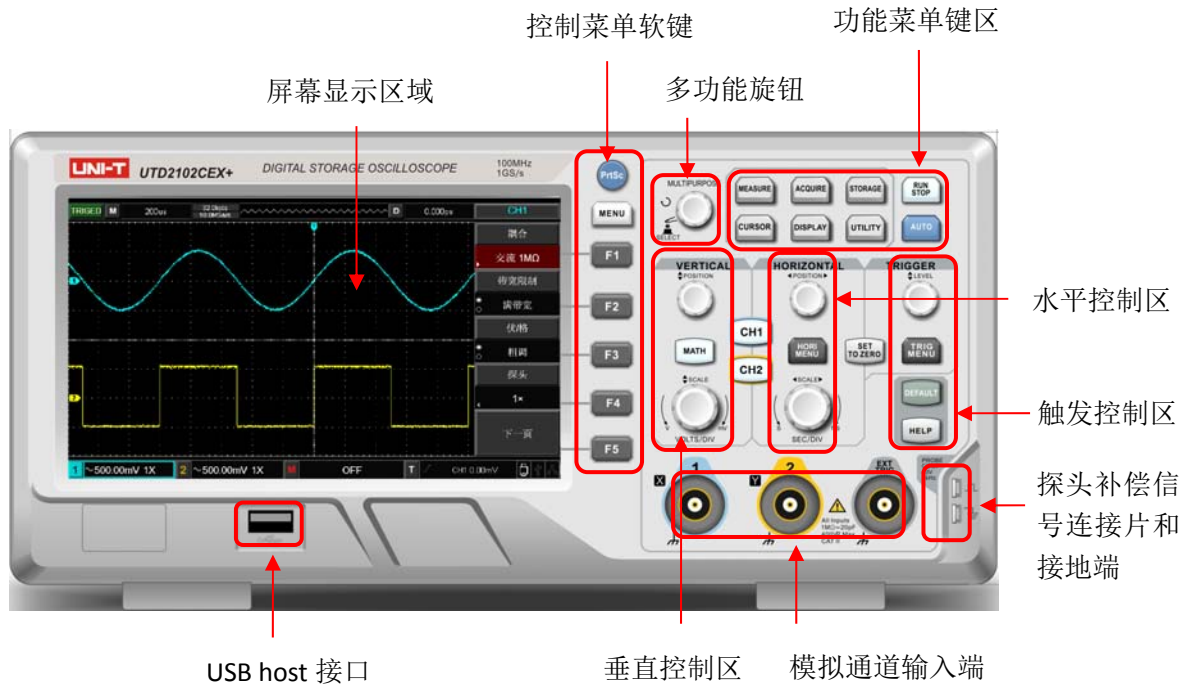 控制菜单软键
功能菜单键区
屏幕显示区域
多功能旋钮
UNI-T UTD2102CEX+ DIGITAL STORAGE OSCILLOSCOPE 100MHz
1GS/s
PrtSc
MULTIPURPOSE
SELECT
MEASURE ACQUIRE STORAGE RUN STOP
CURSOR DISPLAY UTILITY AUTO
MENU
F1
F2
F3
F4
F5
TRIGED M 200us D 0.000ps CH1
耦合
交流 1MΩ
带宽限制
满带宽
伏/格
粗调
探头
1×
下一页
1 ~500.00mV 1X 2 ~500.00mV 1X M OFF T CH1 0.00mV
VERTICAL HORIZONTAL TRIGGER
POSITION POSITION LEVEL
水平控制区
CH1
MATH HORI MENU SET TO ZERO TRIG MENU
CH2
SCALE SCALE DEFAULT
HELP
VOLTS/DIV SEC/DIV
触发控制区
1 2 EXT TRIG
X Y
All Inputs
1MΩ
CAT II
探头补偿信
号连接片和
接地端
USB host 接口
垂直控制区
模拟通道输入端